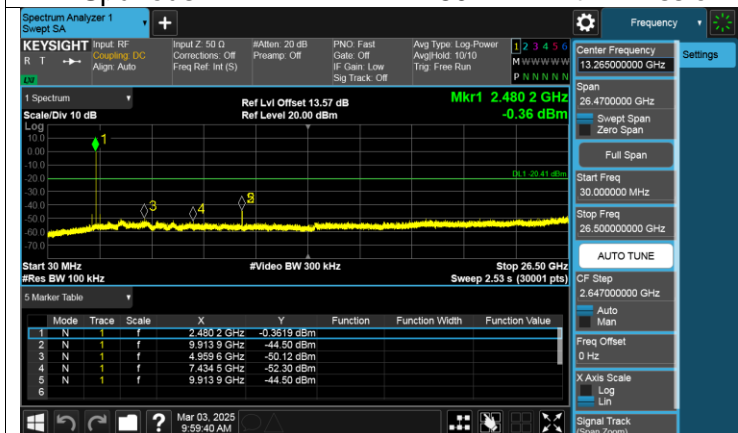 Spectrum Analyzer 1
Swept SA
Frequency
KEYSIGHT
R T
Input: RF
Coupling: DC
Align: Auto
Input Z: 50 Ω
Corrections: Off
Freq Ref: Int (S)
#Atten: 20 dB
Preamp: Off
PNO: Fast
Gate: Off
IF Gain: Low
Sig Track: Off
Avg Type: Log-Power
Avg|Hold: 10/10
Trig: Free Run
1 2 3 4 5 6
M W W W W W
P N N N N N
Center Frequency
13.265000000 GHz
Settings
1 Spectrum
Scale/Div 10 dB
Ref Lvl Offset 13.57 dB
Ref Level 20.00 dBm
Mkr1 2.480 2 GHz
-0.36 dBm
Span
26.4700000 GHz
Swept Span
Zero Span
Full Span
Log
10.0
0.00
-10.0
-20.0
-30.0
-40.0
-50.0
-60.0
-70.0
1
3
4
DL1 -20.41 dBm
Start Freq
30.000000 MHz
Stop Freq
26.500000 GHz
AUTO TUNE
Start 30 MHz
#Res BW 100 kHz
#Video BW 300 kHz
Stop 26.50 GHz
Sweep 2.53 s (30001 pts)
CF Step
2.647000000 GHz
Auto
Man
5 Marker Table
Mode Trace Scale X Y Function Function Width Function Value
1 N 1 f 2.480 2 GHz -0.3619 dBm
2 N 1 f 9.913 9 GHz -44.50 dBm
3 N 1 f 4.959 6 GHz -50.12 dBm
4 N 1 f 7.434 5 GHz -52.30 dBm
5 N 1 f 9.913 9 GHz -44.50 dBm
6
Freq Offset
0 Hz
X Axis Scale
Log
Lin
Signal Track
(Span Zoom)
?
Mar 03, 2025
9:59:40 AM